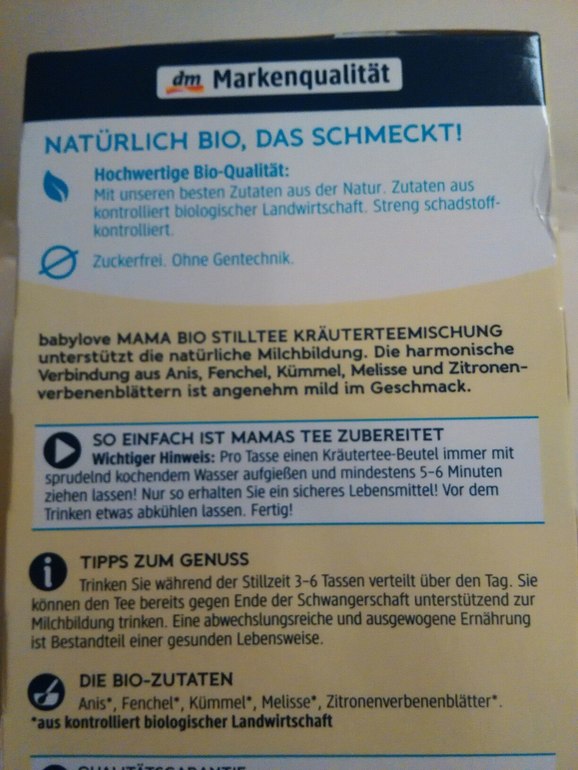 dm Markenqualität
NATÜRLICH BIO, DAS SCHMECKT!
Hochwertige Bio-Qualität:
Mit unseren besten Zutaten aus der Natur. Zutaten aus
kontrolliert biologischer Landwirtschaft. Streng schadstoff-
kontrolliert.
Zuckerfrei. Ohne Gentechnik.
babylove MAMA BIO STILLTEE KRÄUTERTEEMISCHUNG
unterstützt die natürliche Milchbildung. Die harmonische
Verbindung aus Anis, Fenchel, Kümmel, Melisse und Zitronen-
verbenenblättern ist angenehm mild im Geschmack.
SO EINFACH IST MAMAS TEE ZUBEREITET
Wichtiger Hinweis: Pro Tasse einen Kräutertee-Beutel immer mit
sprudelnd kochendem Wasser aufgießen und mindestens 5-6 Minuten
ziehen lassen! Nur so erhalten Sie ein sicheres Lebensmittel! Vor dem
Trinken etwas abkühlen lassen. Fertig!
TIPPS ZUM GENUSS
Trinken Sie während der Stillzeit 3-6 Tassen verteilt über den Tag. Sie
können den Tee bereits gegen Ende der Schwangerschaft unterstützend zur
Milchbildung trinken. Eine abwechslungsreiche und ausgewogene Ernährung
ist Bestandteil einer gesunden Lebensweise.
DIE BIO-ZUTATEN
Anis*, Fenchel*, Kümmel*, Melisse*, Zitronenverbenenblätter*.
*aus kontrolliert biologischer Landwirtschaft
QUALITÄTSGARANTIE